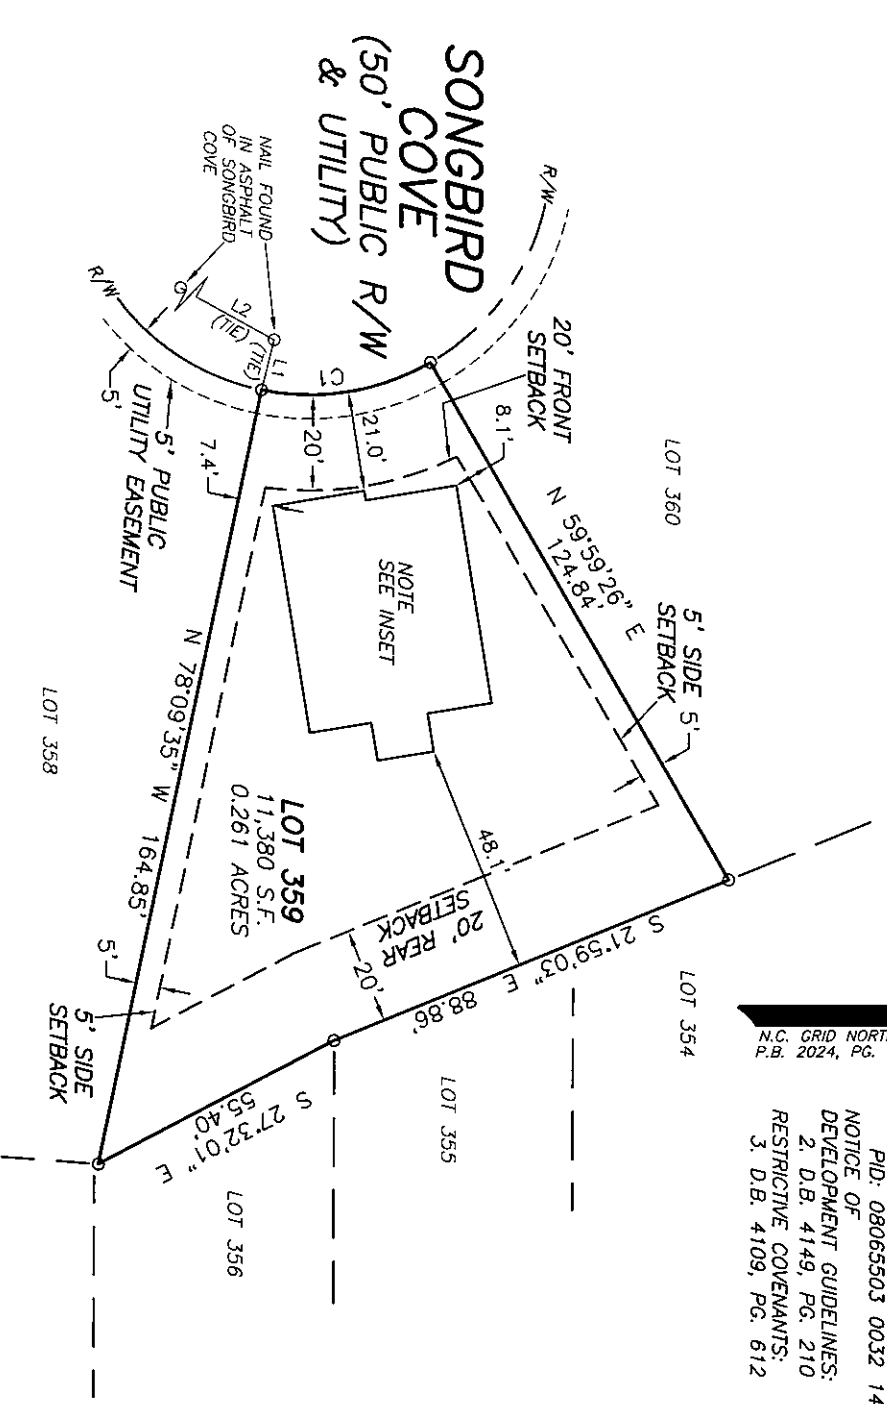 SONGBIRD
COVE
(50' PUBLIC R/W
& UTILITY)
R/W
NAIL FOUND
IN ASPHALT
OF SONGBIRD
COVE
R/W
L2
(TIE)
L1
(TIE)
C1
20' FRONT
SETBACK
8.1'
21.0'
20'
7.4'
5'
5' PUBLIC
UTILITY EASEMENT
LOT 360
N 59°59'26" E
124.84'
5' SIDE
SETBACK
5'
NOTE
SEE INSET
N 78°09'35" W 164.85'
LOT 358
LOT 359
11,380 S.F.
0.261 ACRES
48.1'
20' REAR
SETBACK
20'
S 21°59'03" E 88.86'
5'
5' SIDE
SETBACK
S 27°32'01" E
55.40'
LOT 354
LOT 355
LOT 356
N.C. GRID
P.B. 2024, PG.
PID: 08065503 0032 14
NOTICE OF
DEVELOPMENT GUIDELINES:
2. D.B. 4149, PG. 210
RESTRICTIVE COVENANTS:
3. D.B. 4109, PG. 612